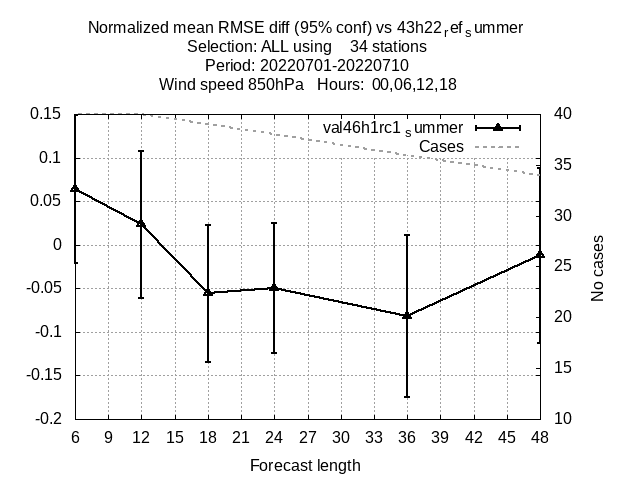 Normalized mean RMSE diff (95% conf) vs 43h22refsummer
Selection: ALL using 34 stations
Period: 20220701-20220710
Wind speed 850hPa Hours: 00,06,12,18
val46h1rc1summer
Cases
0.15
0.1
0.05
0
-0.05
-0.1
-0.15
-0.2
40
35
30
25
20
15
10
No cases
6 9 12 15 18 21 24 27 30 33 36 39 42 45 48
Forecast length